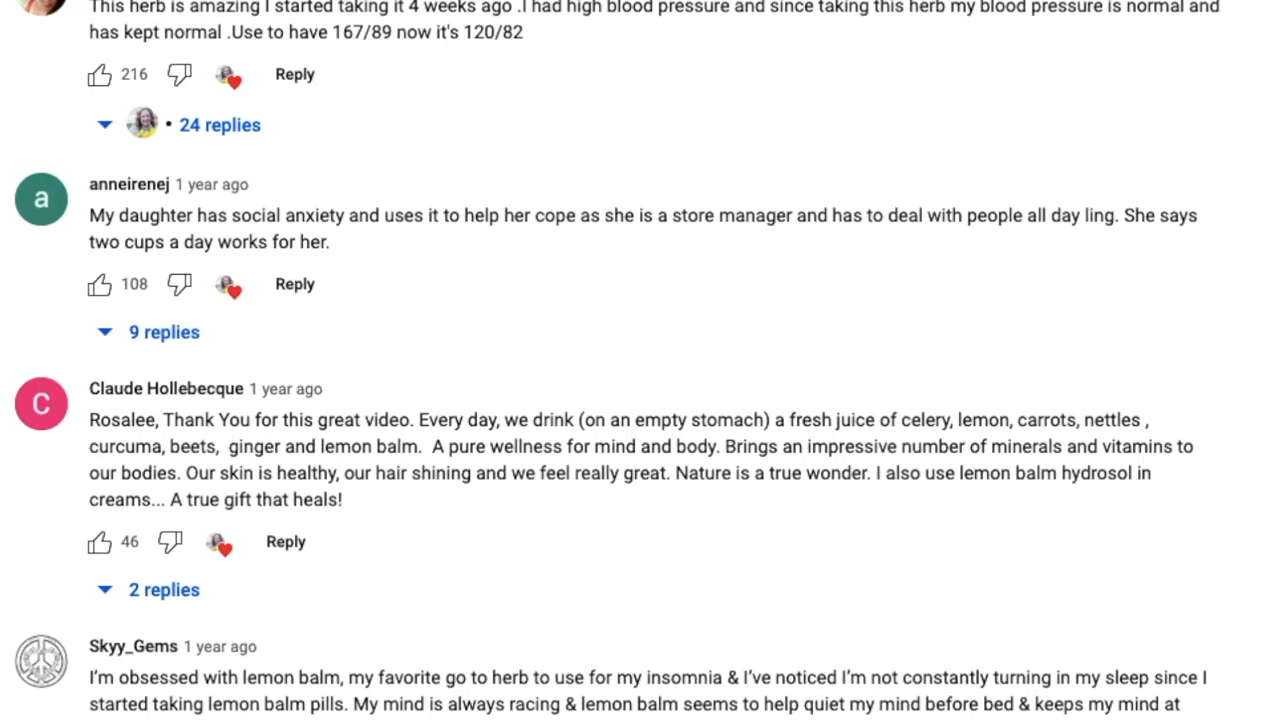 This herb is amazing I started taking it 4 weeks ago .I had high blood pressure and since taking this herb my blood pressure is normal and
has kept normal .Use to have 167/89 now it's 120/82
216
Reply
• 24 replies
a
anneirenej 1 year ago
My daughter has social anxiety and uses it to help her cope as she is a store manager and has to deal with people all day ling. She says
two cups a day works for her.
108
Reply
9 replies
C
Claude Hollebecque 1 year ago
Rosalee, Thank You for this great video. Every day, we drink (on an empty stomach) a fresh juice of celery, lemon, carrots, nettles ,
curcuma, beets,  ginger and lemon balm.  A pure wellness for mind and body. Brings an impressive number of minerals and vitamins to
our bodies. Our skin is healthy, our hair shining and we feel really great. Nature is a true wonder. I also use lemon balm hydrosol in
creams... A true gift that heals!
46
Reply
2 replies
Skyy_Gems 1 year ago
I'm obsessed with lemon balm, my favorite go to herb to use for my insomnia & I've noticed I'm not constantly turning in my sleep since I
started taking lemon balm pills. My mind is always racing & lemon balm seems to help quiet my mind before bed & keeps my mind at